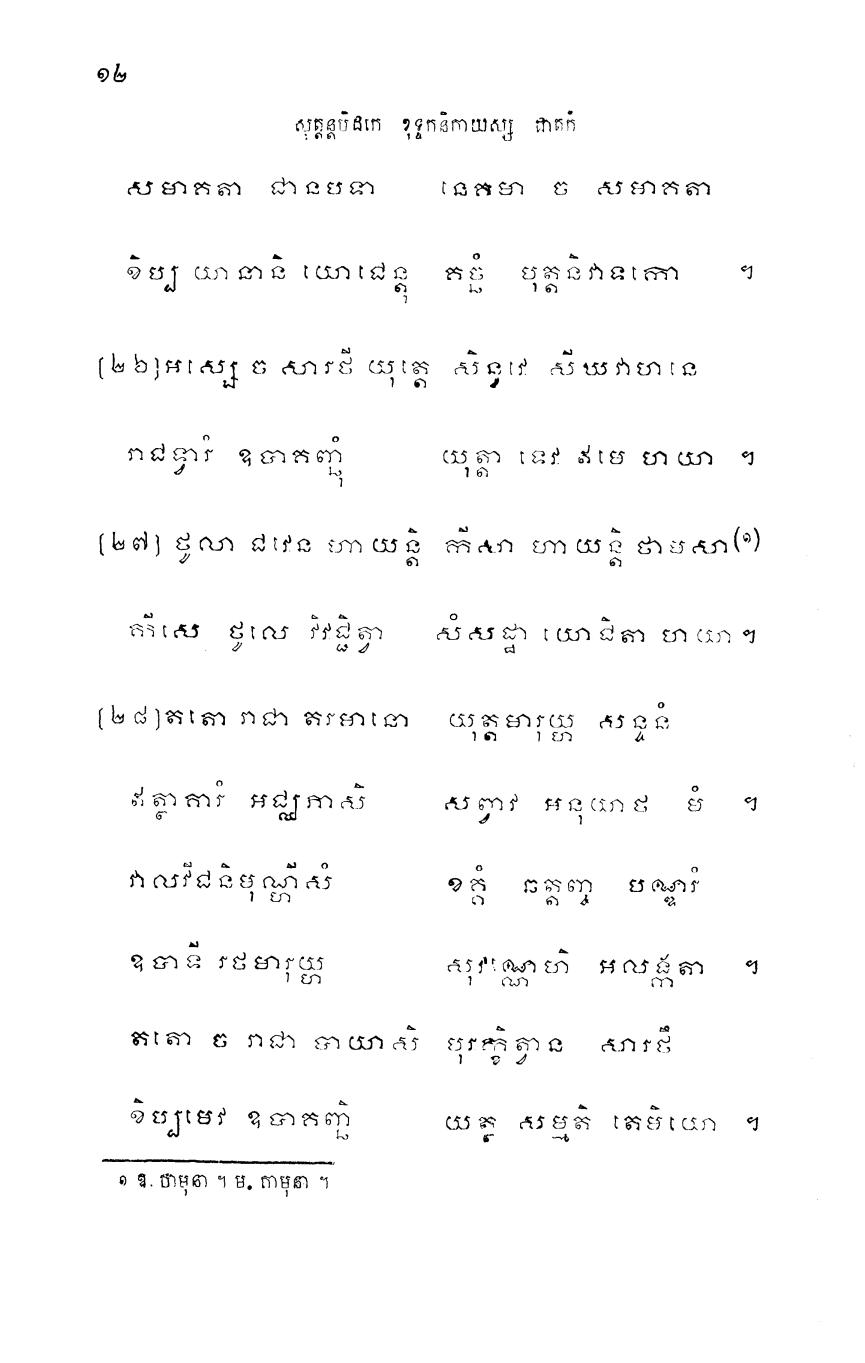 ១២
សុត្តន្តបិដកេ ខុទ្ទកនិកាយស្ស ជាតកំ
សមាគតា ជានបទា នេគមា ច សមាគតា
ខិប្ប យានានិ យោជេន្តុ គច្ឆំ បុត្តនិវាទកោ ។
[២៦] អស្សេ ច សារថី យុត្តេ សិន្ធវេ សីឃវាហនេ
រាជទ្វារំ ឧបាគញ្ឆុំ យុត្តា ទេវ ឥមេ ហយា ។
[២៧] ថូលា ជវេន ហាយន្តិ កីសា ហាយន្តិ ថាមសា(១)
កីសេ ថូលេ វិវជ្ជិត្វា សំសដ្ឋា យោជិតា ហយា ។
[២៨] តតោ រាជា តរមានោ យុត្តមារុយ្ហ សន្ទនំ
ឥត្ថាគារំ អជ្ឈភាសិ សព្វាវ អនុយាថ មំ ។
វាលវីជនិមុណ្ហីសំ ខគ្គំ ឆត្តញ្ច បណ្ឌរំ
ឧបាធី រថមារុយ្ហ សុវណ្ណេហិ អលង្កតា ។
តតោ ច រាជា បាយាសិ បុរក្ខិត្វាន សារថឹ
ខិប្បមេវ ឧបាគញ្ឆិ យត្ថ សម្មតិ តេមិយោ ។
១ ឱ. ថាមុនា ។ ម. តាមុនា ។